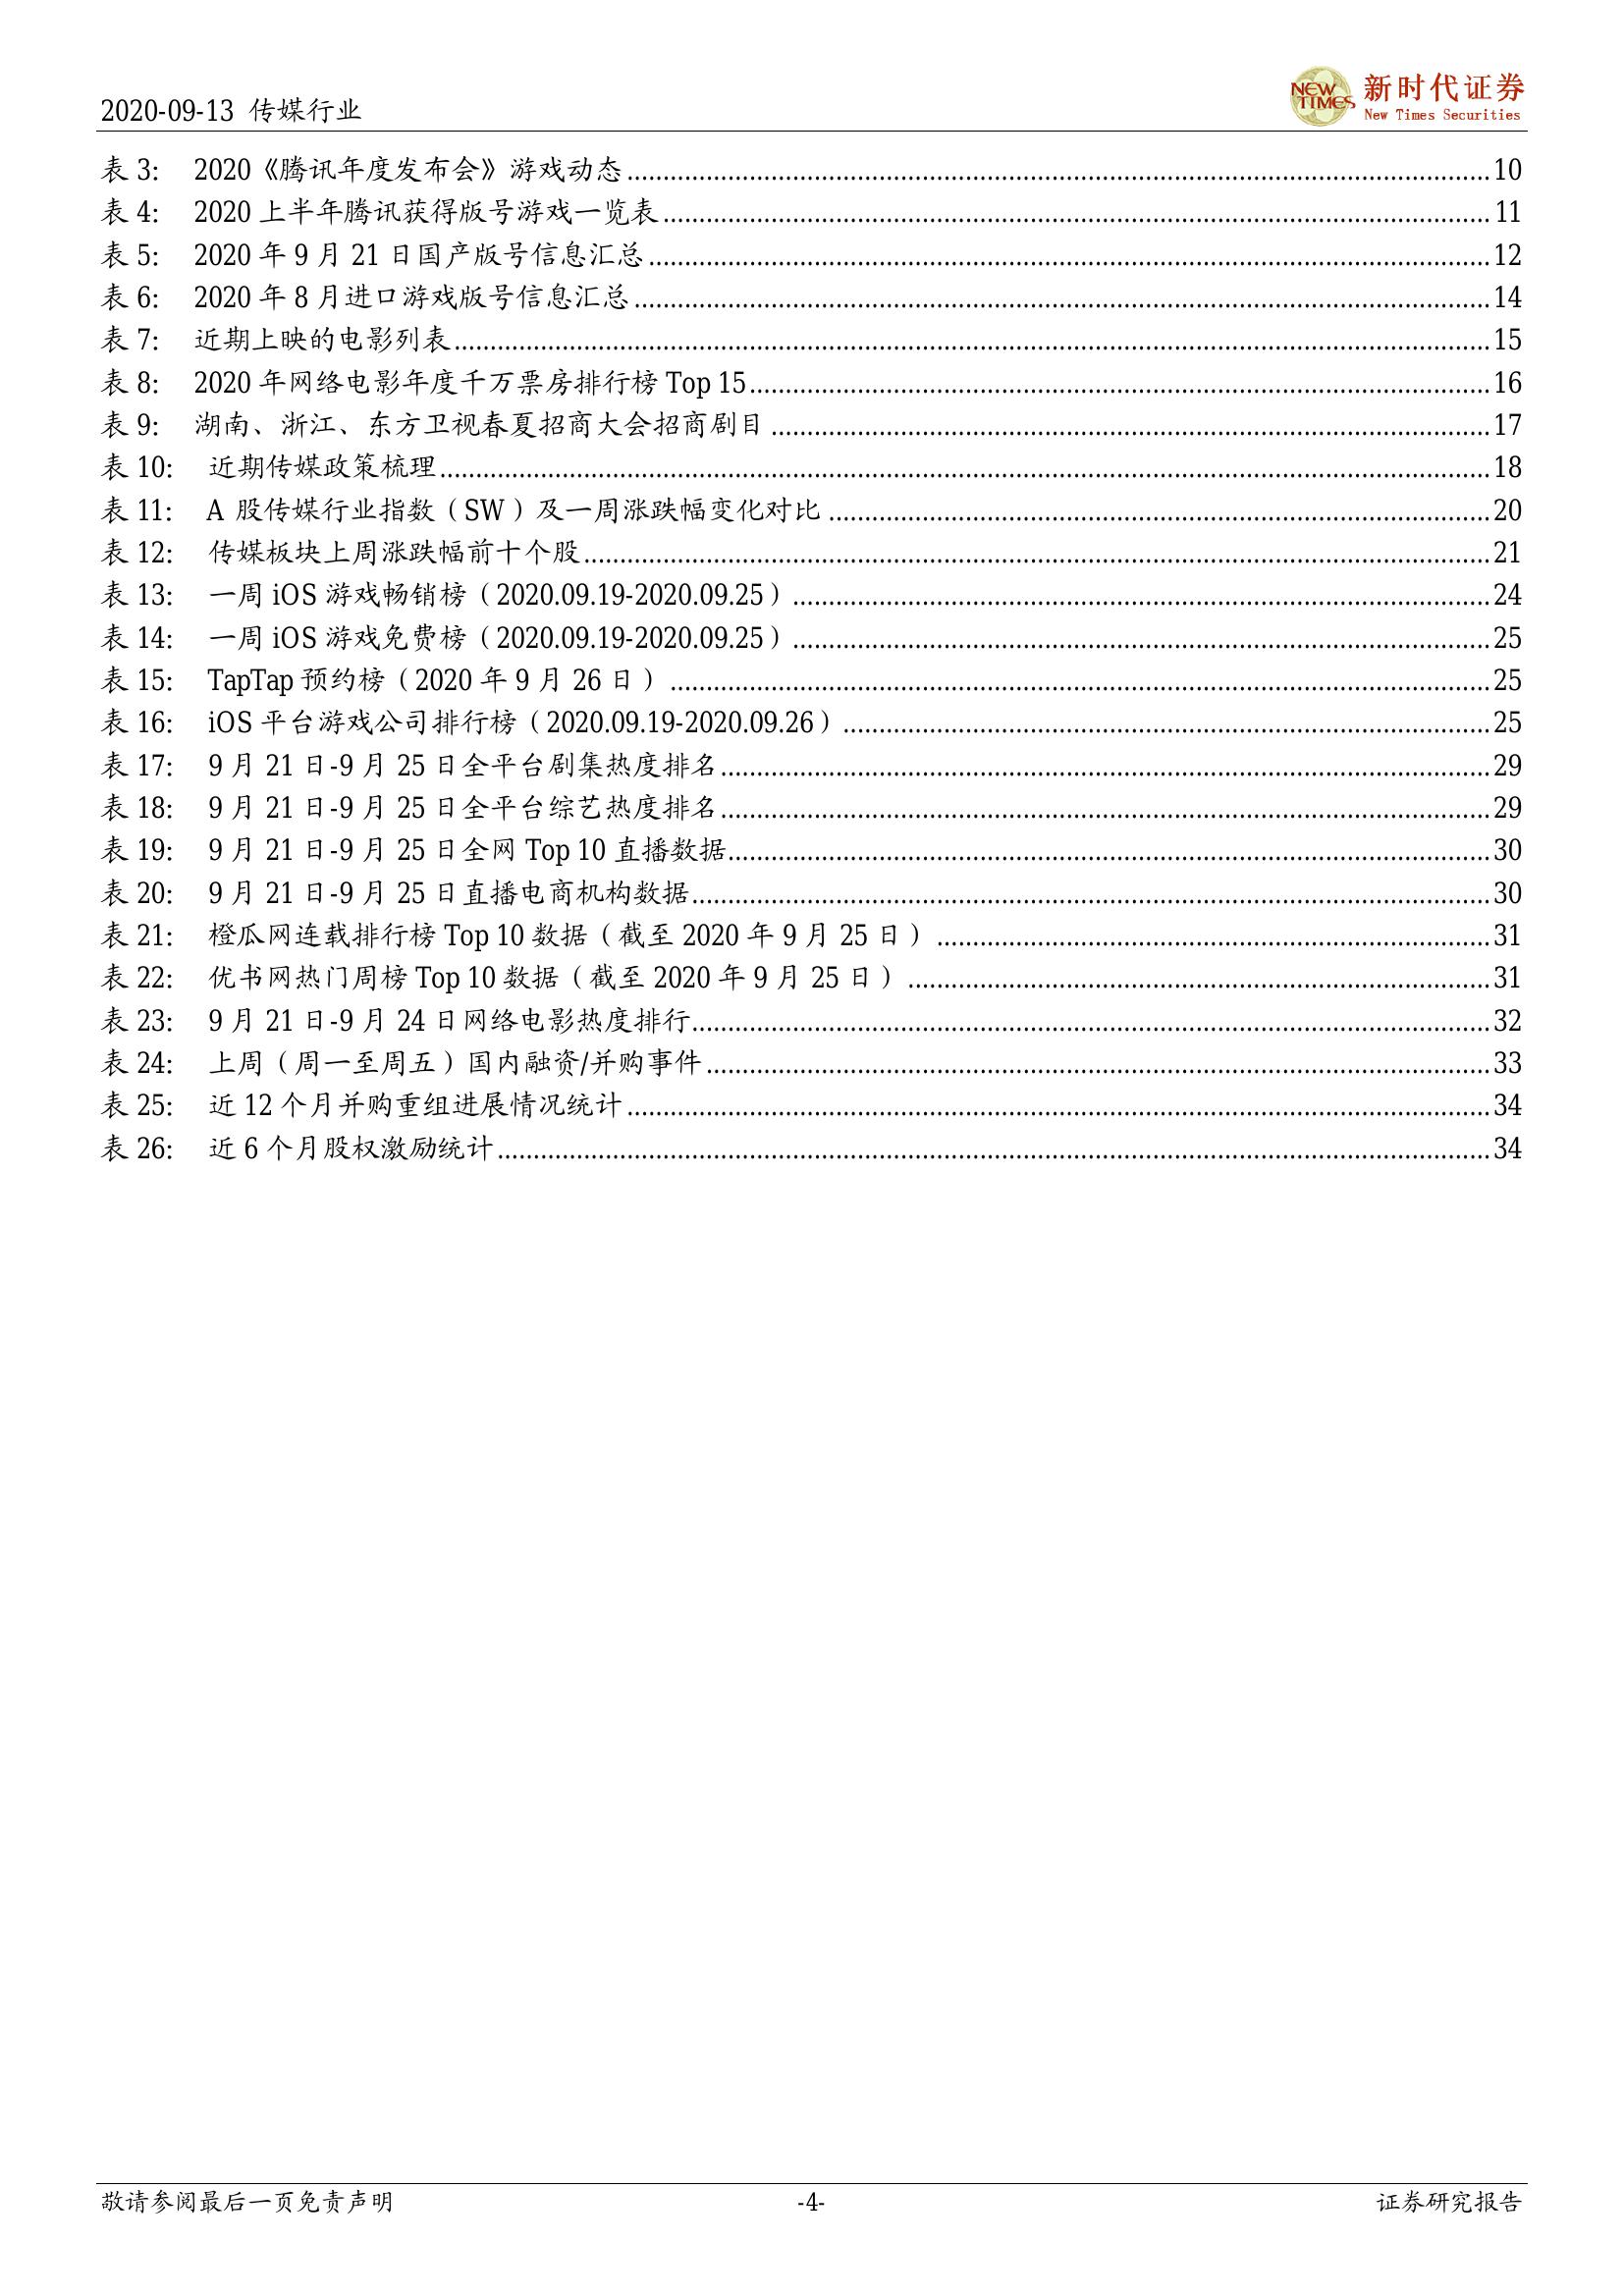 2020-09-13 传媒行业
NEW TIMES 新时代证券
New Times Securities
表 3: 2020《腾讯年度发布会》游戏动态 10
表 4: 2020 上半年腾讯获得版号游戏一览表 11
表 5: 2020 年 9 月 21 日国产版号信息汇总 12
表 6: 2020 年 8 月进口游戏版号信息汇总 14
表 7: 近期上映的电影列表 15
表 8: 2020 年网络电影年度千万票房排行榜 Top 15 16
表 9: 湖南、浙江、东方卫视春夏招商大会招商剧目 17
表 10: 近期传媒政策梳理 18
表 11: A 股传媒行业指数（SW）及一周涨跌幅变化对比 20
表 12: 传媒板块上周涨跌幅前十个股 21
表 13: 一周 iOS 游戏畅销榜（2020.09.19-2020.09.25） 24
表 14: 一周 iOS 游戏免费榜（2020.09.19-2020.09.25） 25
表 15: TapTap 预约榜（2020 年 9 月 26 日） 25
表 16: iOS 平台游戏公司排行榜（2020.09.19-2020.09.26） 25
表 17: 9 月 21 日-9 月 25 日全平台剧集热度排名 29
表 18: 9 月 21 日-9 月 25 日全平台综艺热度排名 29
表 19: 9 月 21 日-9 月 25 日全网 Top 10 直播数据 30
表 20: 9 月 21 日-9 月 25 日直播电商机构数据 30
表 21: 橙瓜网连载排行榜 Top 10 数据（截至 2020 年 9 月 25 日） 31
表 22: 优书网热门周榜 Top 10 数据（截至 2020 年 9 月 25 日） 31
表 23: 9 月 21 日-9 月 24 日网络电影热度排行 32
表 24: 上周（周一至周五）国内融资/并购事件 33
表 25: 近 12 个月并购重组进展情况统计 34
表 26: 近 6 个月股权激励统计 34
敬请参阅最后一页免责声明 -4- 证券研究报告